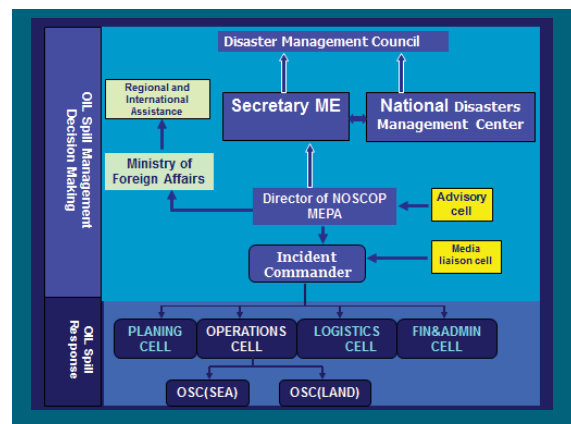 Disaster Management Council
Regional and
International
Assistance
Secretary ME
National Disasters
Management Center
OIL Spill Management
Decision Making
Ministry of
Foreign Affairs
Director of NOSCOP
MEPA
Advisory
cell
Incident
Commander
Media
liaison cell
OIL Spill
Response
PLANING
CELL
OPERATIONS
CELL
LOGISTICS
CELL
FIN&ADMIN
CELL
OSC(SEA)
OSC(LAND)